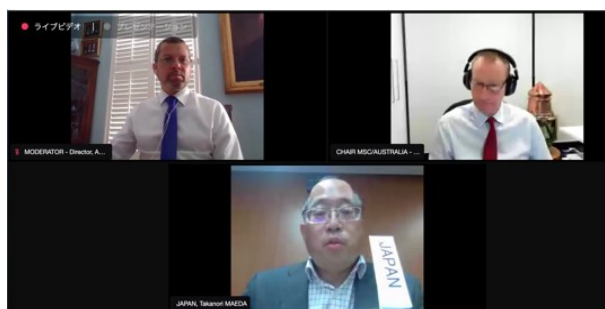 ライブビデオ
MODERATOR - Director, A...
CHAIR MSC/AUSTRALIA - ...
JAPAN
JAPAN, Takanori MAEDA